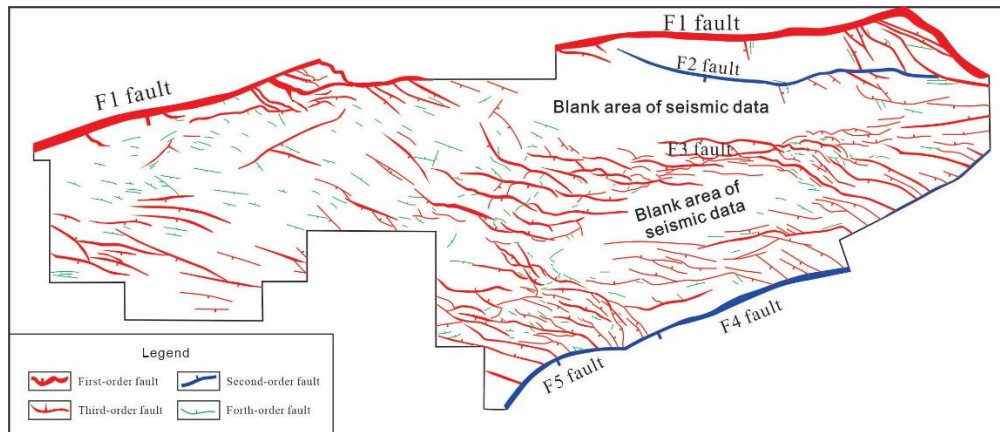 F1 fault
F1 fault
F2 fault
Blank area of seismic data
F3 fault
Blank area of
seismic data
F4 fault
F5 fault
Legend
First-order fault
Second-order fault
Third-order fault
Forth-order fault